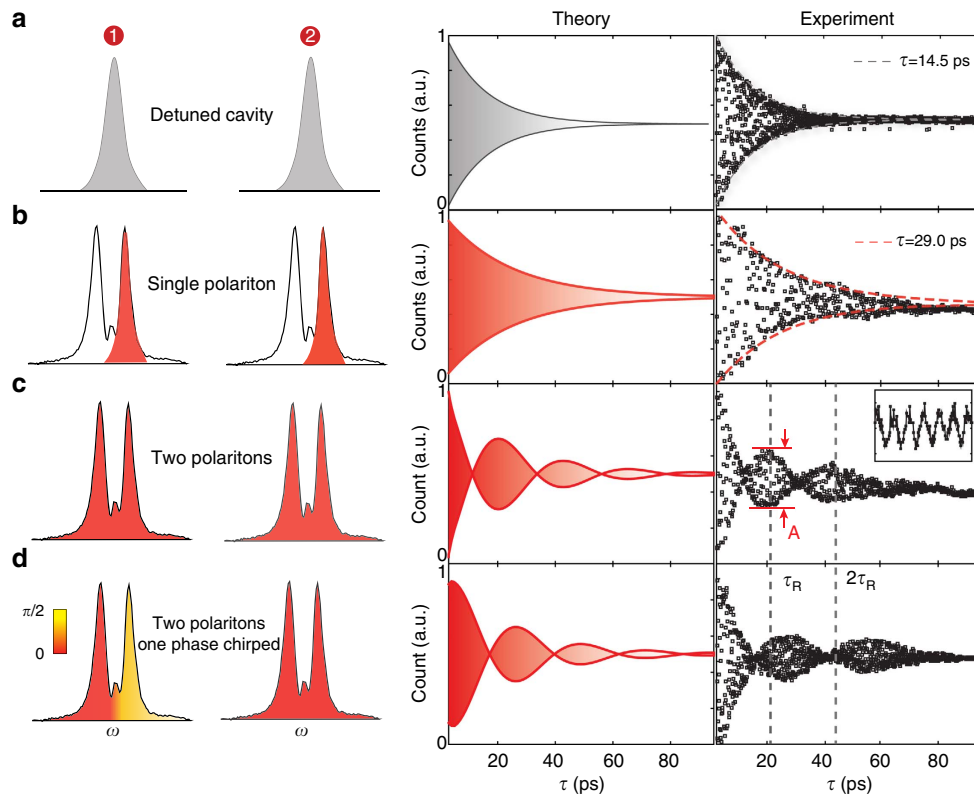 a
1
2
Detuned cavity
Theory
Experiment
1
Counts (a.u.)
0
τ=14.5 ps
b
Single polariton
1
Counts (a.u.)
0
τ=29.0 ps
c
Two polaritons
1
Count (a.u.)
0
A
d
π/2
0
Two polaritons
one phase chirped
ω
ω
1
Count (a.u.)
0
τR
2τR
20 40 60 80
τ (ps)
20 40 60 80
τ (ps)